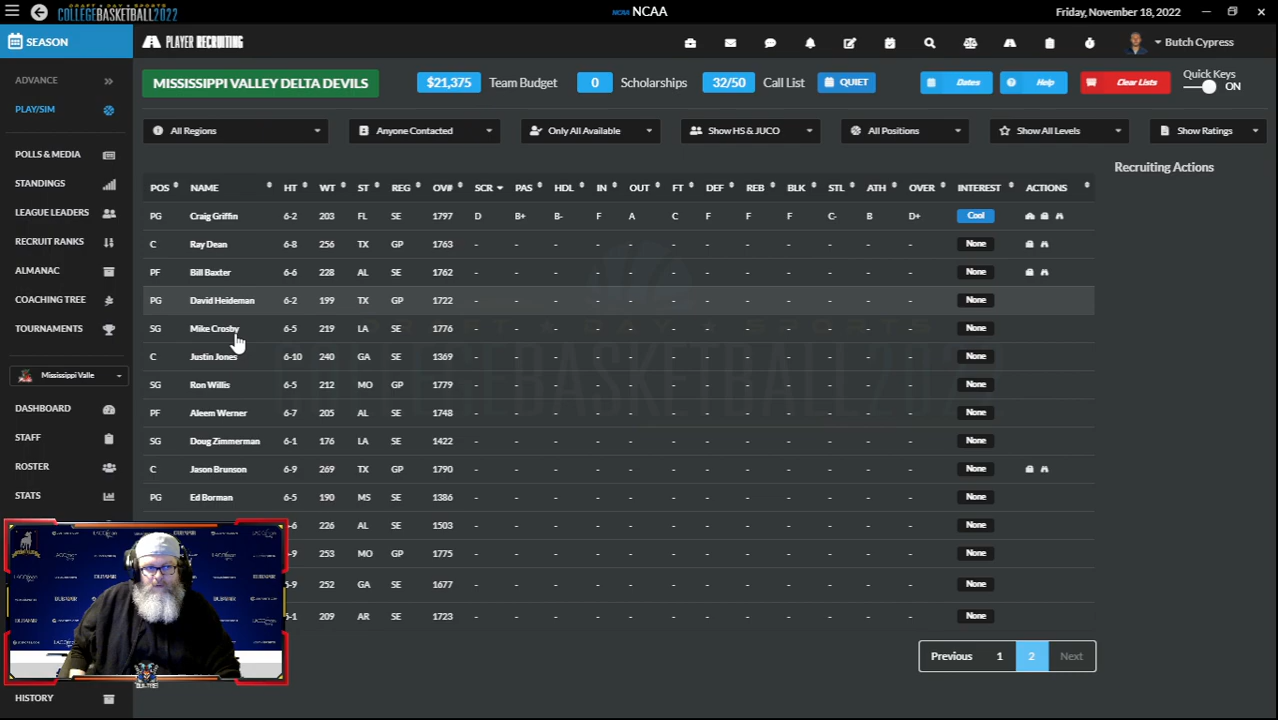 DRAFT DAY SPORTS
COLLEGE BASKETBALL 2022
NCAA NCAA
Friday, November 18, 2022
SEASON
PLAYER RECRUITING
Butch Cypress
ADVANCE
PLAY/SIM
POLLS & MEDIA
STANDINGS
LEAGUE LEADERS
RECRUIT RANKS
ALMANAC
COACHING TREE
TOURNAMENTS
Mississippi Valle
DASHBOARD
STAFF
ROSTER
STATS
HISTORY
MISSISSIPPI VALLEY DELTA DEVILS
$21,375 Team Budget 0 Scholarships 32/50 Call List QUIET
Dates Help Clear Lists Quick Keys ON
All Regions Anyone Contacted Only All Available Show HS & JUCO All Positions Show All Levels Show Ratings
Recruiting Actions
POS NAME HT WT ST REG OV# SCR PAS HDL IN OUT FT DEF REB BLK STL ATH OVER INTEREST ACTIONS
PG Craig Griffin 6-2 203 FL SE 1797 D B+ B- F A C F F F C- B D+ Cool
C Ray Dean 6-8 256 TX GP 1763 - - - - - - - - - - - - None
PF Bill Baxter 6-6 228 AL SE 1762 - - - - - - - - - - - - None
PG David Heideman 6-2 199 TX GP 1722 - - - - - - - - - - - - None
SG Mike Crosby 6-5 219 LA SE 1776 - - - - - - - - - - - - None
C Justin Jones 6-10 240 GA SE 1369 - - - - - - - - - - - - None
SG Ron Willis 6-5 212 MO GP 1779 - - - - - - - - - - - - None
PF Aleem Werner 6-7 205 AL SE 1748 - - - - - - - - - - - - None
SG Doug Zimmerman 6-1 176 LA SE 1422 - - - - - - - - - - - - None
C Jason Brunson 6-9 269 TX GP 1790 - - - - - - - - - - - - None
PG Ed Borman 6-5 190 MS SE 1386 - - - - - - - - - - - - None
-6 226 AL SE 1503 - - - - - - - - - - - - None
-9 253 MO GP 1775 - - - - - - - - - - - - None
-9 252 GA SE 1677 - - - - - - - - - - - - None
-1 209 AR SE 1723 - - - - - - - - - - - - None
Previous 1 2 Next